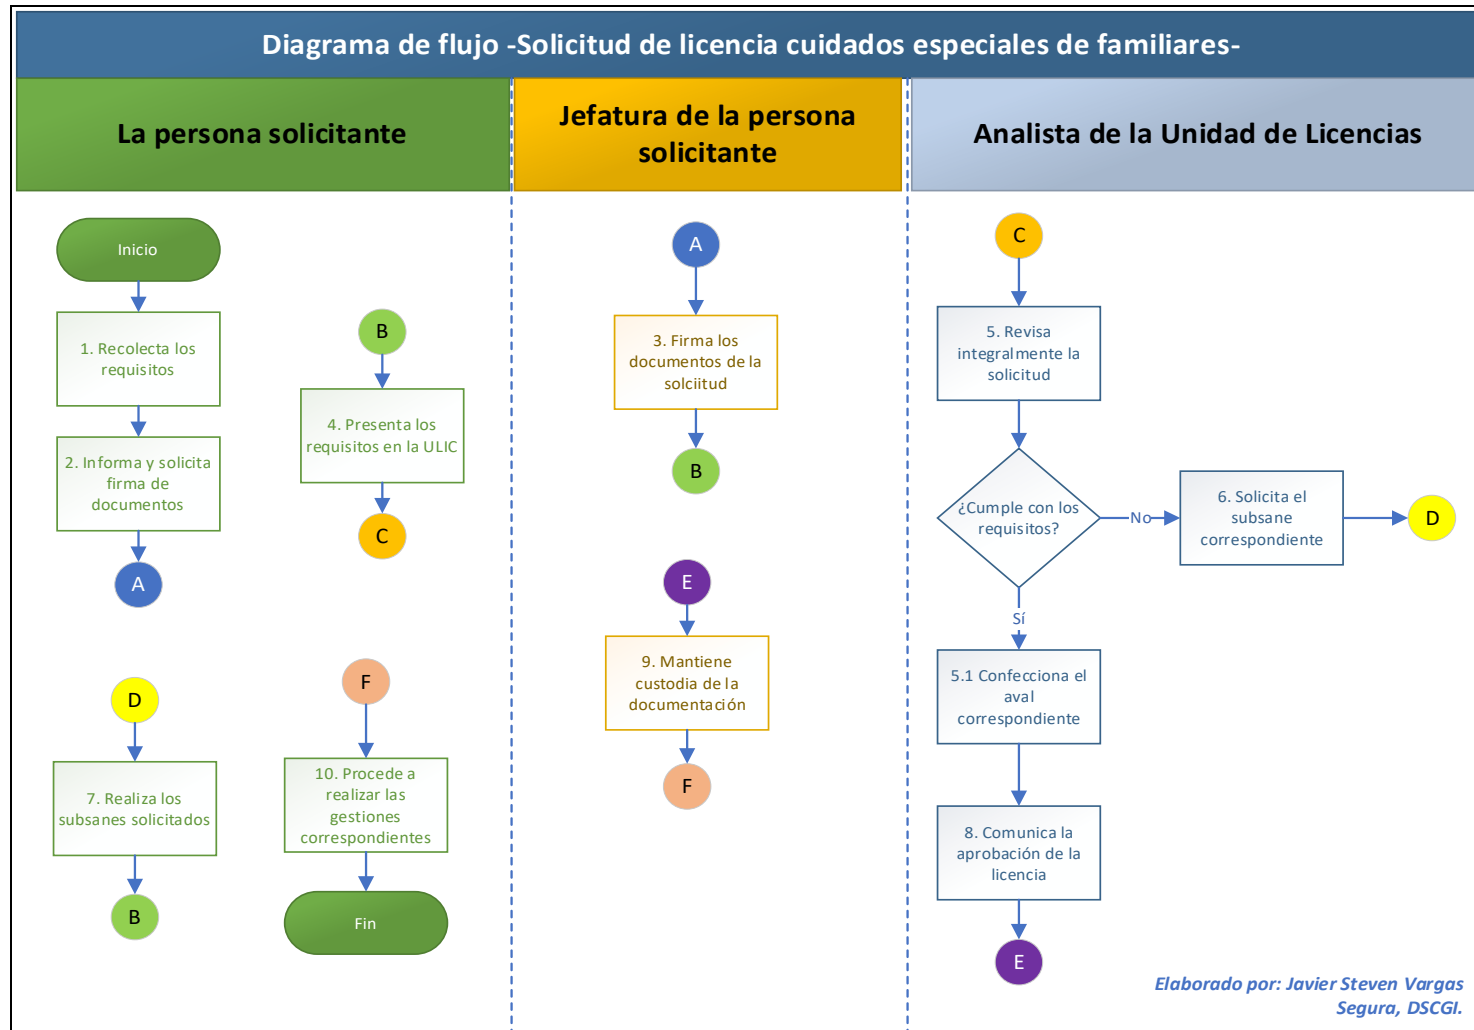 Diagrama de flujo -Solicitud de licencia cuidados especiales de familiares-
La persona solicitante
Jefatura de la persona
solicitante
Analista de la Unidad de Licencias
Inicio
1. Recolecta los
requisitos
2. Informa y solicita
firma de
documentos
A
B
4. Presenta los
requisitos en la ULIC
C
D
7. Realiza los
subsanes solicitados
B
F
10. Procede a
realizar las
gestiones
correspondientes
Fin
A
3. Firma los
documentos de la
solciitud
B
E
9. Mantiene
custodia de la
documentación
F
C
5. Revisa
integralmente la
solicitud
¿Cumple con los
requisitos?
No
6. Solicita el
subsane
correspondiente
D
Sí
5.1 Confecciona el
aval
correspondiente
8. Comunica la
aprobación de la
licencia
E
Elaborado por: Javier Steven Vargas
Segura, DSCGI.